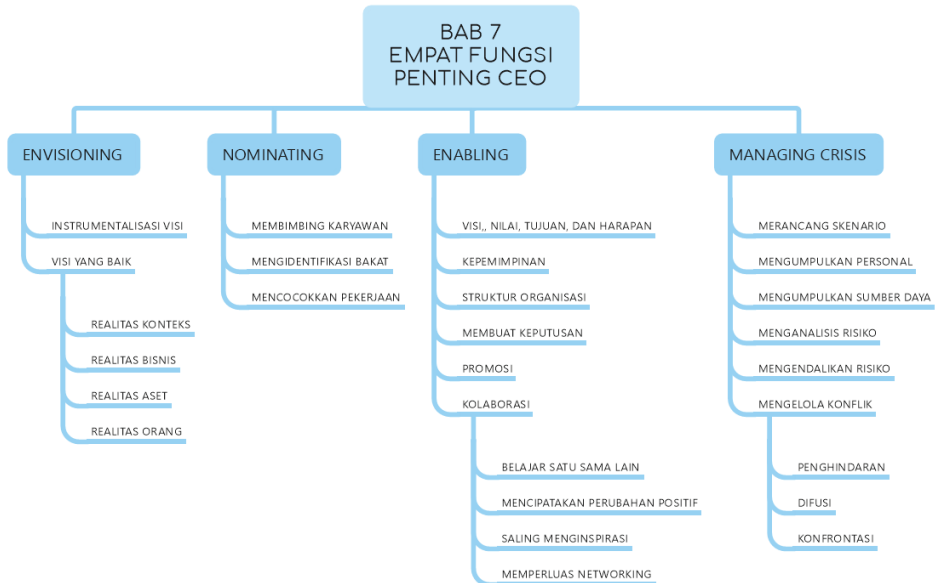 BAB 7
EMPAT FUNGSI
PENTING CEO
ENVISIONING
INSTRUMENTALISASI VISI
VISI YANG BAIK
REALITAS KONTEKS
REALITAS BISNIS
REALITAS ASET
REALITAS ORANG
NOMINATING
MEMBIMBING KARYAWAN
MENGIDENTIFIKASI BAKAT
MENCOCOKKAN PEKERJAAN
ENABLING
VISI,, NILAI, TUJUAN, DAN HARAPAN
KEPEMIMPINAN
STRUKTUR ORGANISASI
MEMBUAT KEPUTUSAN
PROMOSI
KOLABORASI
BELAJAR SATU SAMA LAIN
MENCIPATAKAN PERUBAHAN POSITIF
SALING MENGINSPIRASI
MEMPERLUAS NETWORKING
MANAGING CRISIS
MERANCANG SKENARIO
MENGUMPULKAN PERSONAL
MENGUMPULKAN SUMBER DAYA
MENGANALISIS RISIKO
MENGENDALIKAN RISIKO
MENGELOLA KONFLIK
PENGHINDARAN
DIFUSI
KONFRONTASI